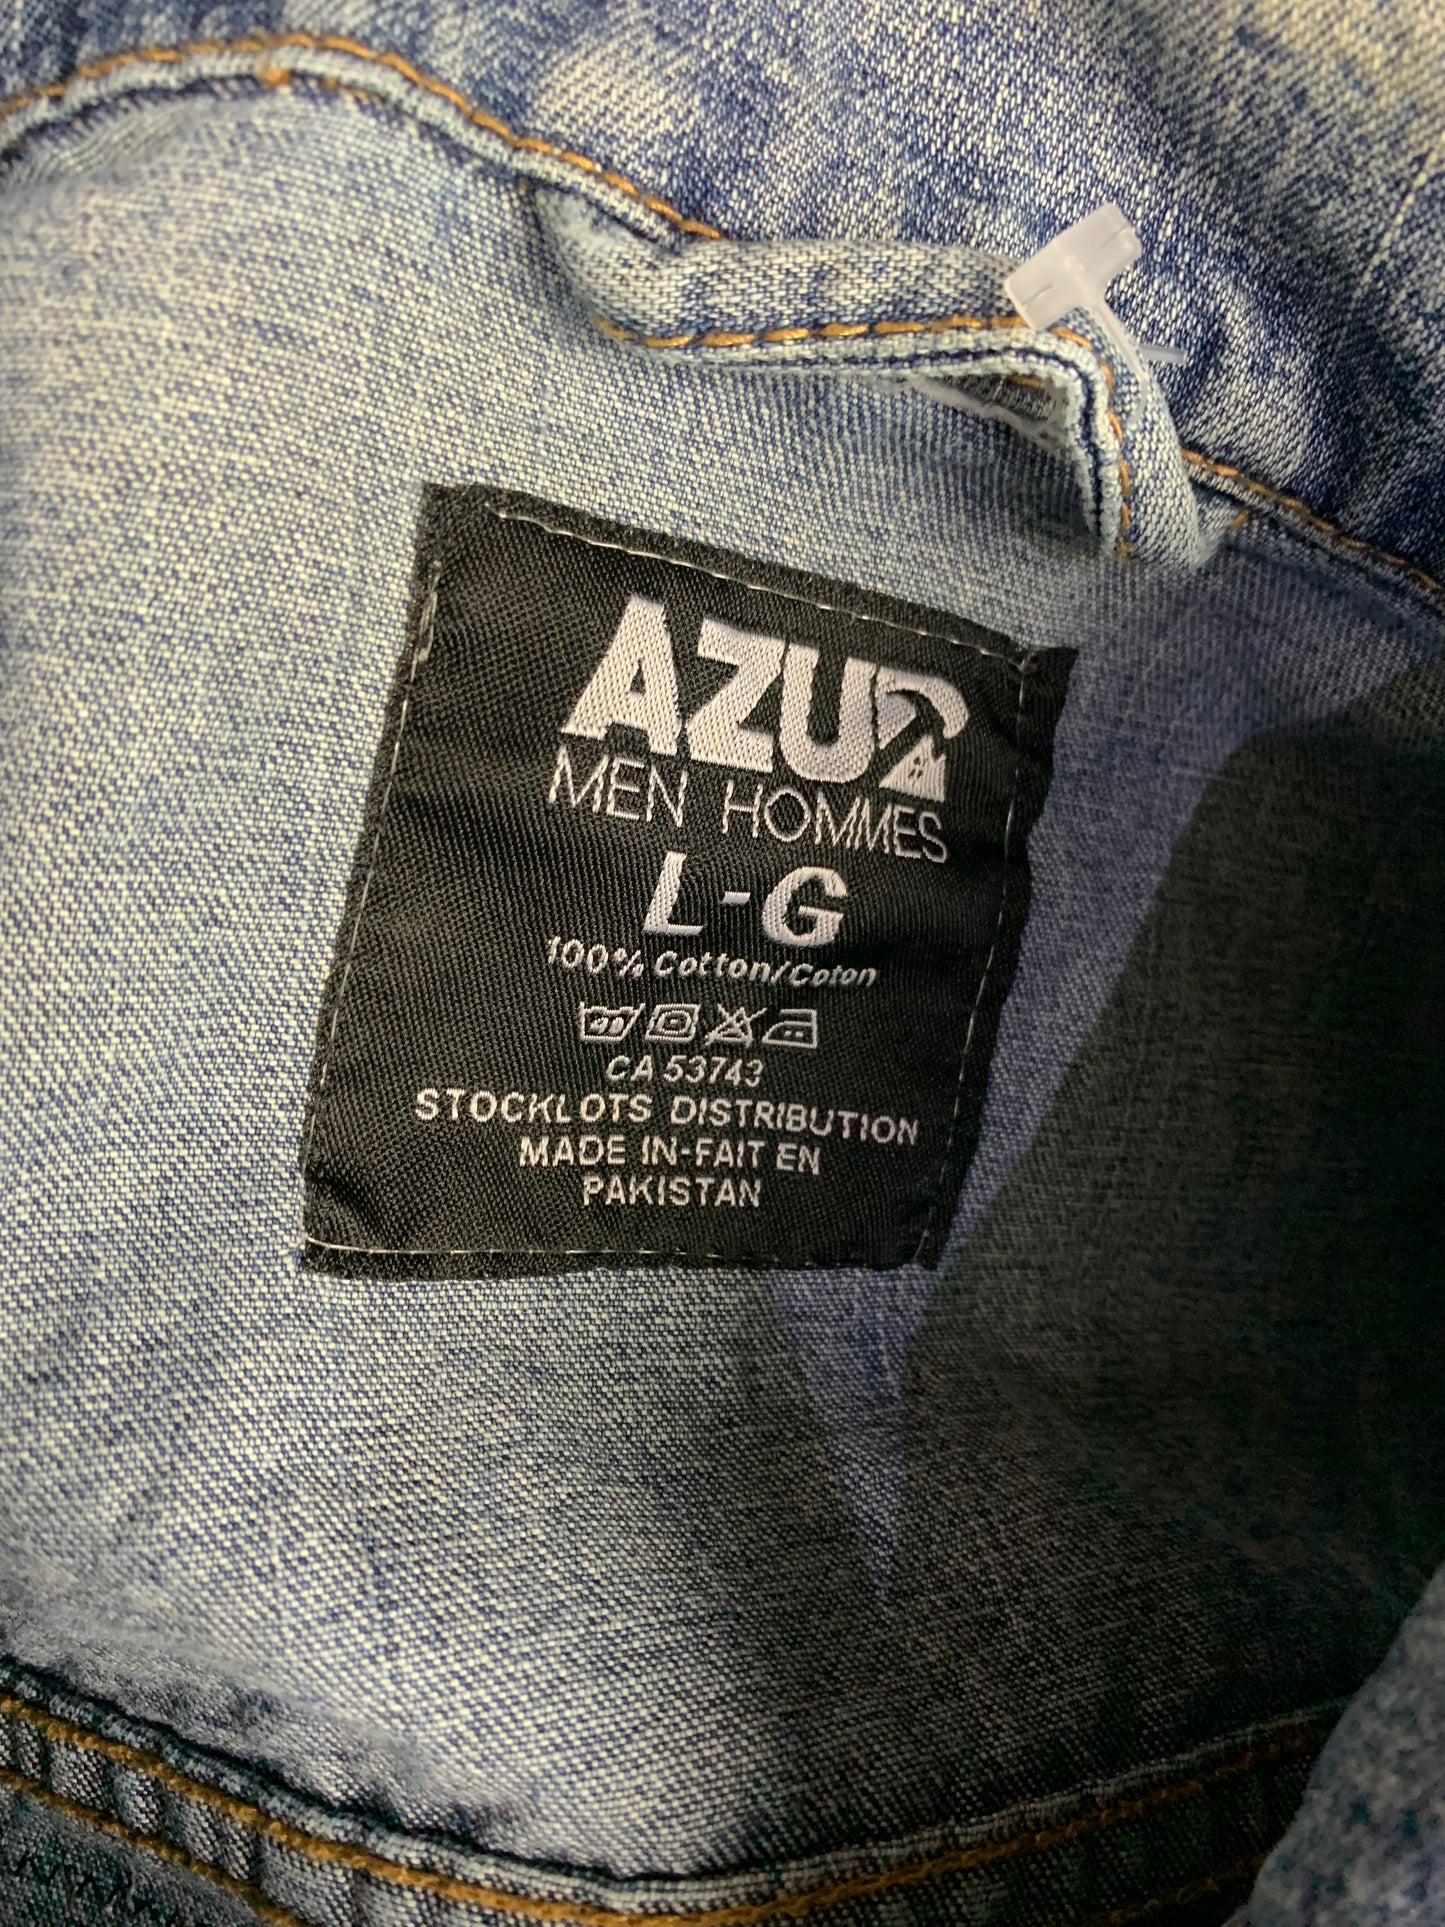 AZUR
MEN HOMMES
L-G
100% Cotton/Coton
CA 53743
STOCKLOTS DISTRIBUTION
MADE IN-FAIT EN
PAKISTAN